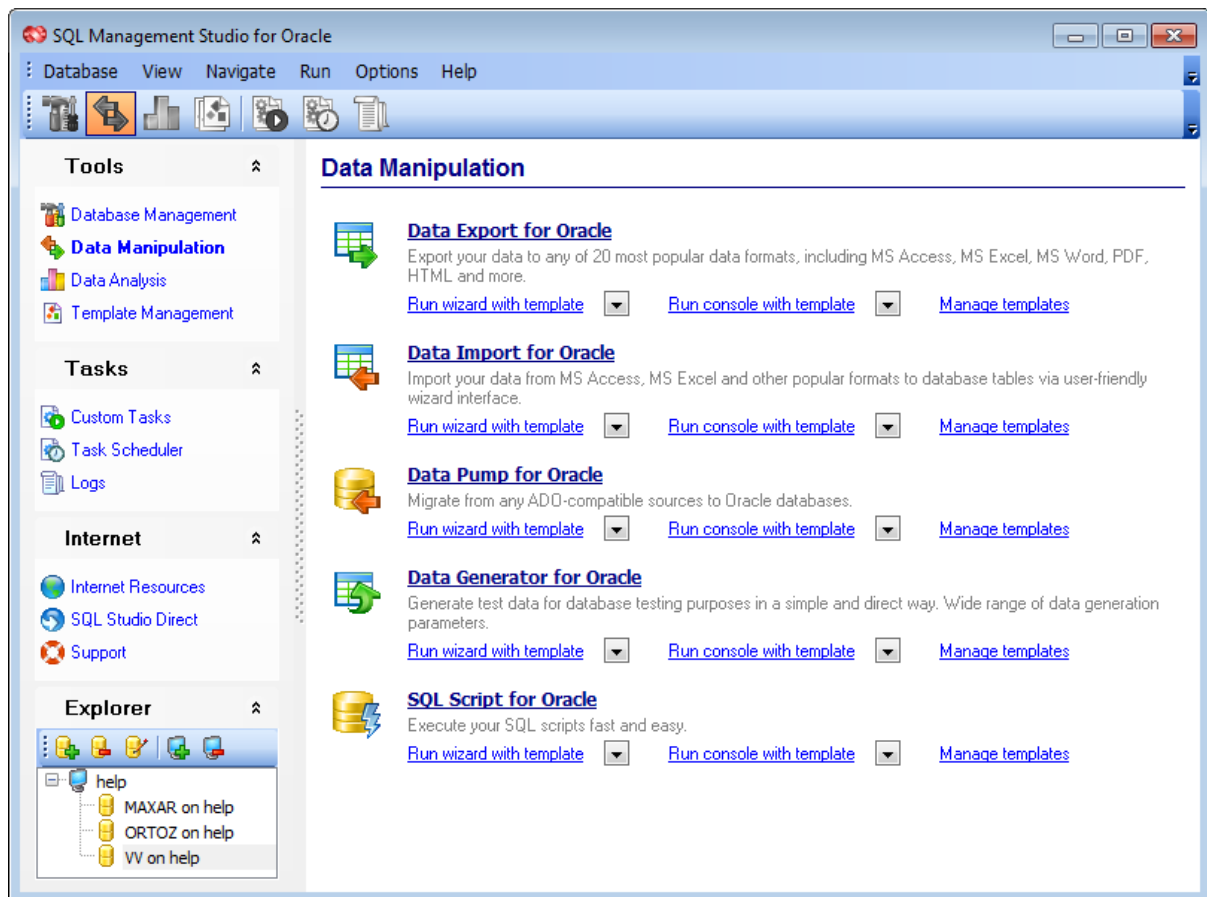 SQL Management Studio for Oracle
Database View Navigate Run Options Help
Tools
Database Management
Data Manipulation
Data Analysis
Template Management
Tasks
Custom Tasks
Task Scheduler
Logs
Internet
Internet Resources
SQL Studio Direct
Support
Explorer
help
MAXAR on help
ORTOZ on help
VV on help
Data Manipulation
Data Export for Oracle
Export your data to any of 20 most popular data formats, including MS Access, MS Excel, MS Word, PDF,
HTML and more.
Run wizard with template Run console with template Manage templates
Data Import for Oracle
Import your data from MS Access, MS Excel and other popular formats to database tables via user-friendly
wizard interface.
Run wizard with template Run console with template Manage templates
Data Pump for Oracle
Migrate from any ADO-compatible sources to Oracle databases.
Run wizard with template Run console with template Manage templates
Data Generator for Oracle
Generate test data for database testing purposes in a simple and direct way. Wide range of data generation
parameters.
Run wizard with template Run console with template Manage templates
SQL Script for Oracle
Execute your SQL scripts fast and easy.
Run wizard with template Run console with template Manage templates